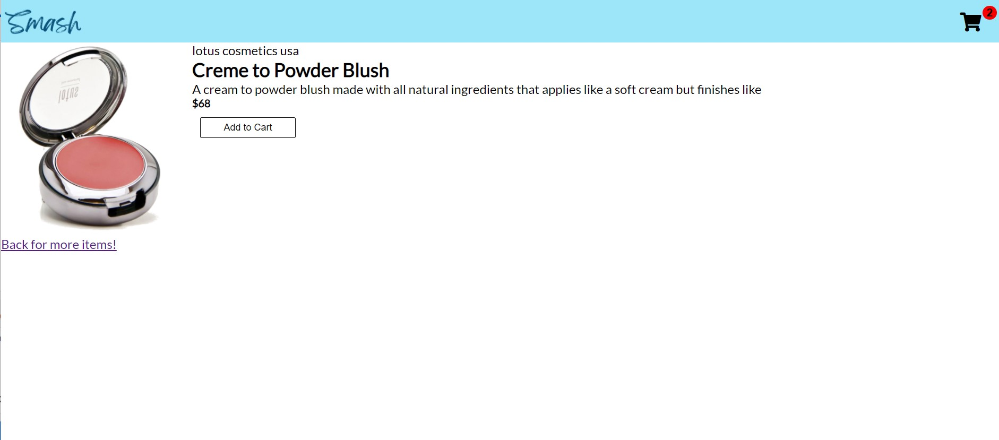 Smash
2
lotus cosmetics usa
Creme to Powder Blush
A cream to powder blush made with all natural ingredients that applies like a soft cream but finishes like
$68
Add to Cart
lotus
Back for more items!